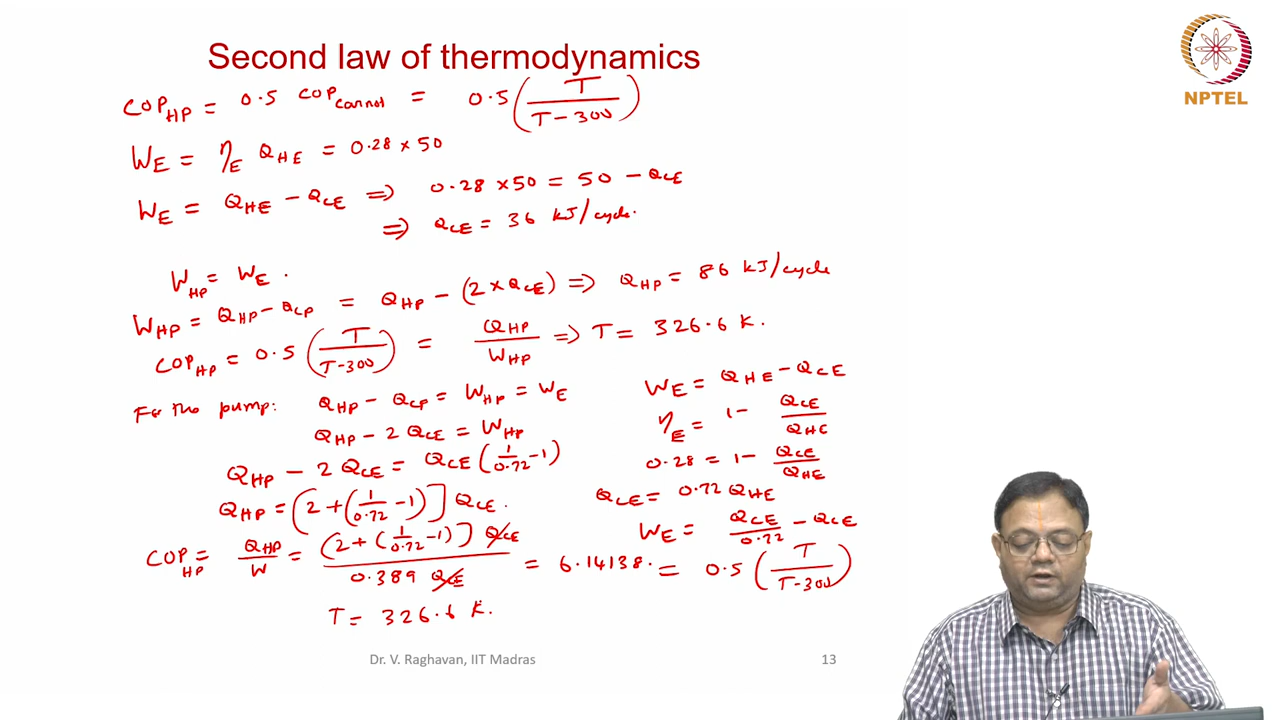 Second law of thermodynamics
NPTEL
COP_HP = 0.5 COP_cannot = 0.5 (T / (T - 300))
W_E = η_E Q_HE = 0.28 × 50
W_E = Q_HE - Q_CE ⇒ 0.28 × 50 = 50 - Q_CE
⇒ Q_CE = 36 kJ/cycle.
W_HP = W_E .
W_HP = Q_HP - Q_CP = Q_HP - (2 × Q_CE) ⇒ Q_HP = 86 kJ/cycle
COP_HP = 0.5 (T / (T-300)) = Q_HP / W_HP ⇒ T = 326.6 K.
For the pump: Q_HP - Q_CP = W_HP = W_E
Q_HP - 2 Q_CE = W_HP
Q_HP - 2 Q_CE = Q_CE (1/0.72 - 1)
Q_HP = [2 + (1/0.72 - 1)] Q_CE.
COP_HP = Q_HP / W = [2 + (1/0.72 - 1)] Q_CE / 0.389 Q_CE = 6.14138. = 0.5 (T / (T-300))
T = 326.6 K.
W_E = Q_HE - Q_CE
η_E = 1 - Q_CE / Q_HE
0.28 = 1 - Q_CE / Q_HE
Q_CE = 0.72 Q_HE
W_E = Q_CE / 0.72 - Q_CE
Dr. V. Raghavan, IIT Madras
13